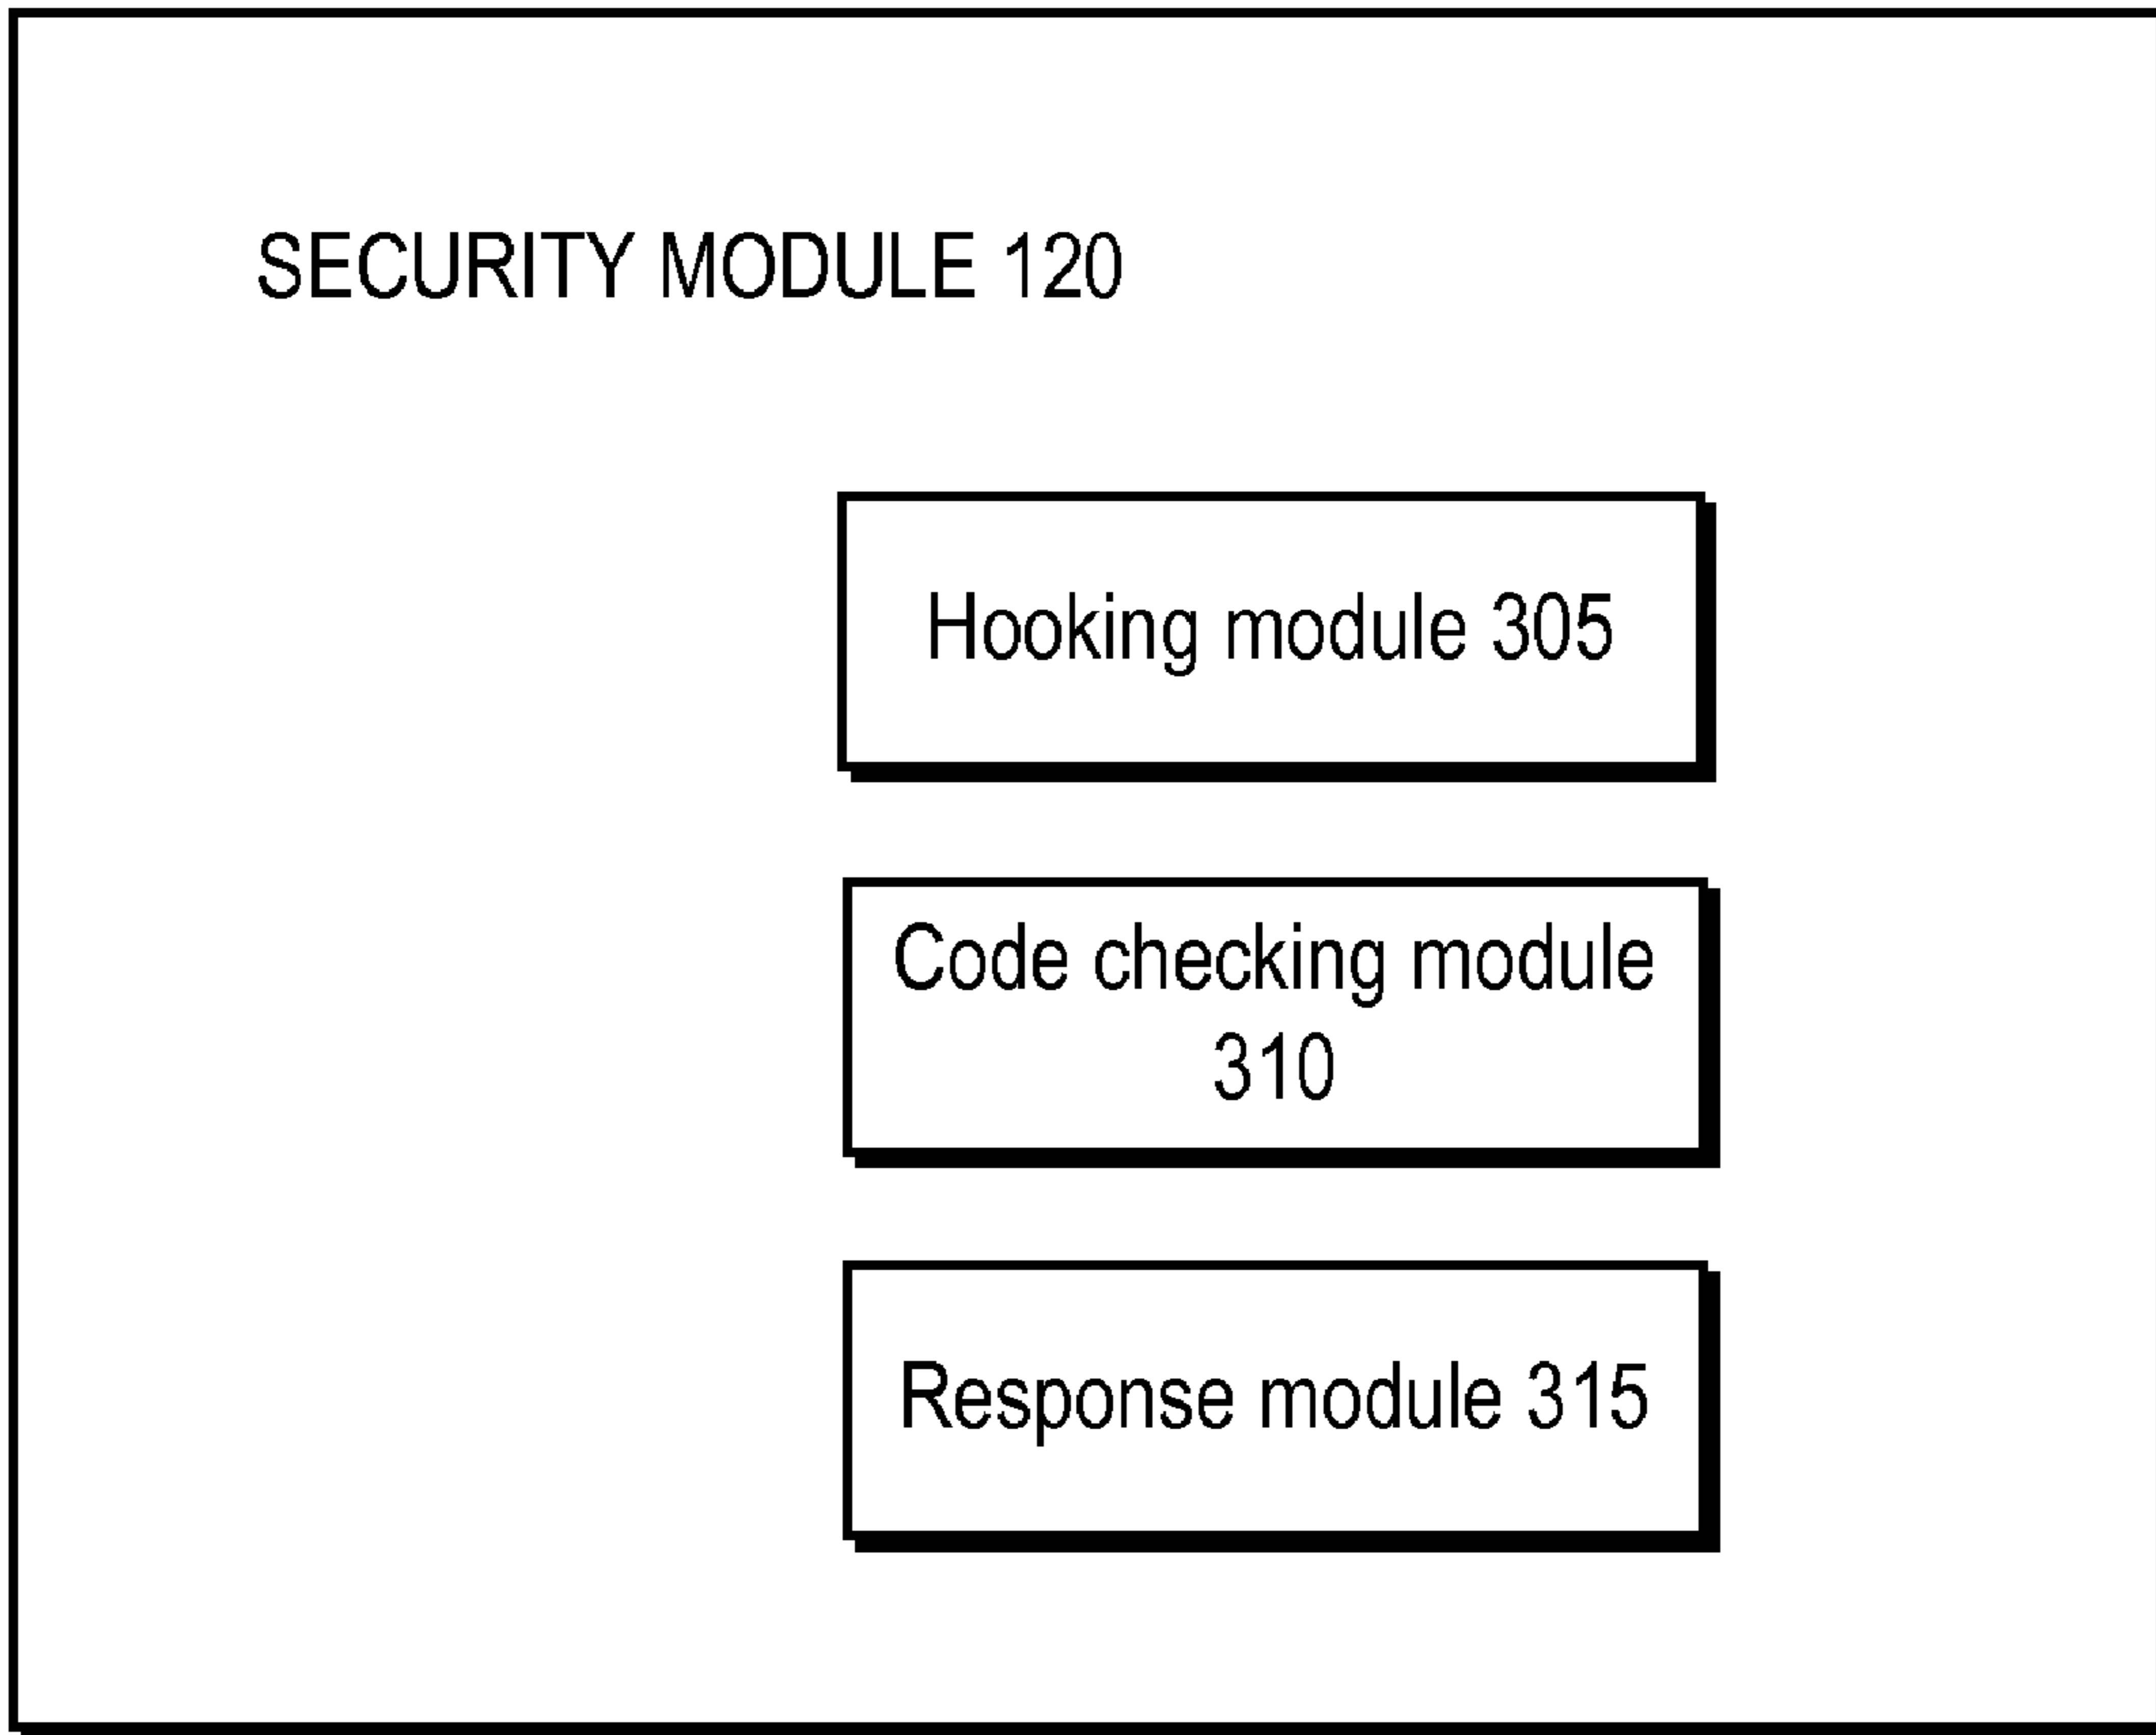 SECURITY MODULE 120
Hooking module 305
Code checking module
310
Response module 315